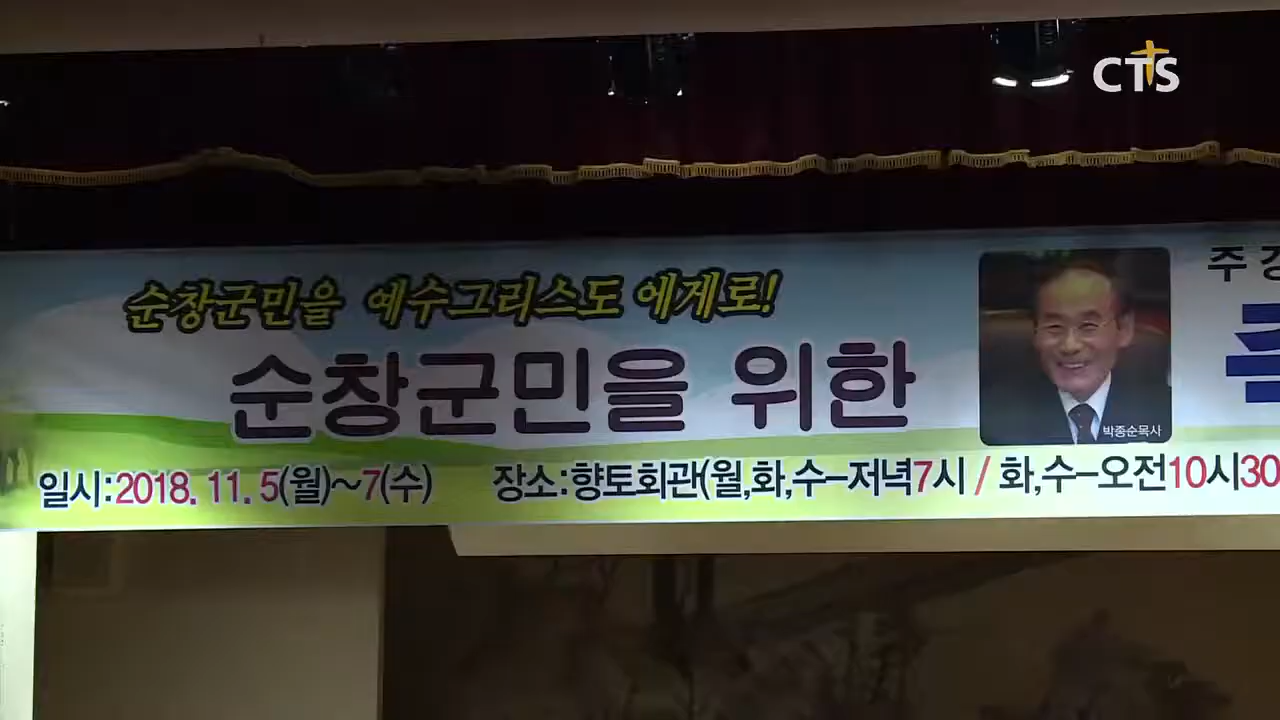 CTS
순창군민을 예수그리스도에게로!
순창군민을 위한
박종순목사
주
일시:2018. 11. 5(월)~7(수) 장소:향토회관(월,화,수-저녁7시 / 화,수-오전10시30